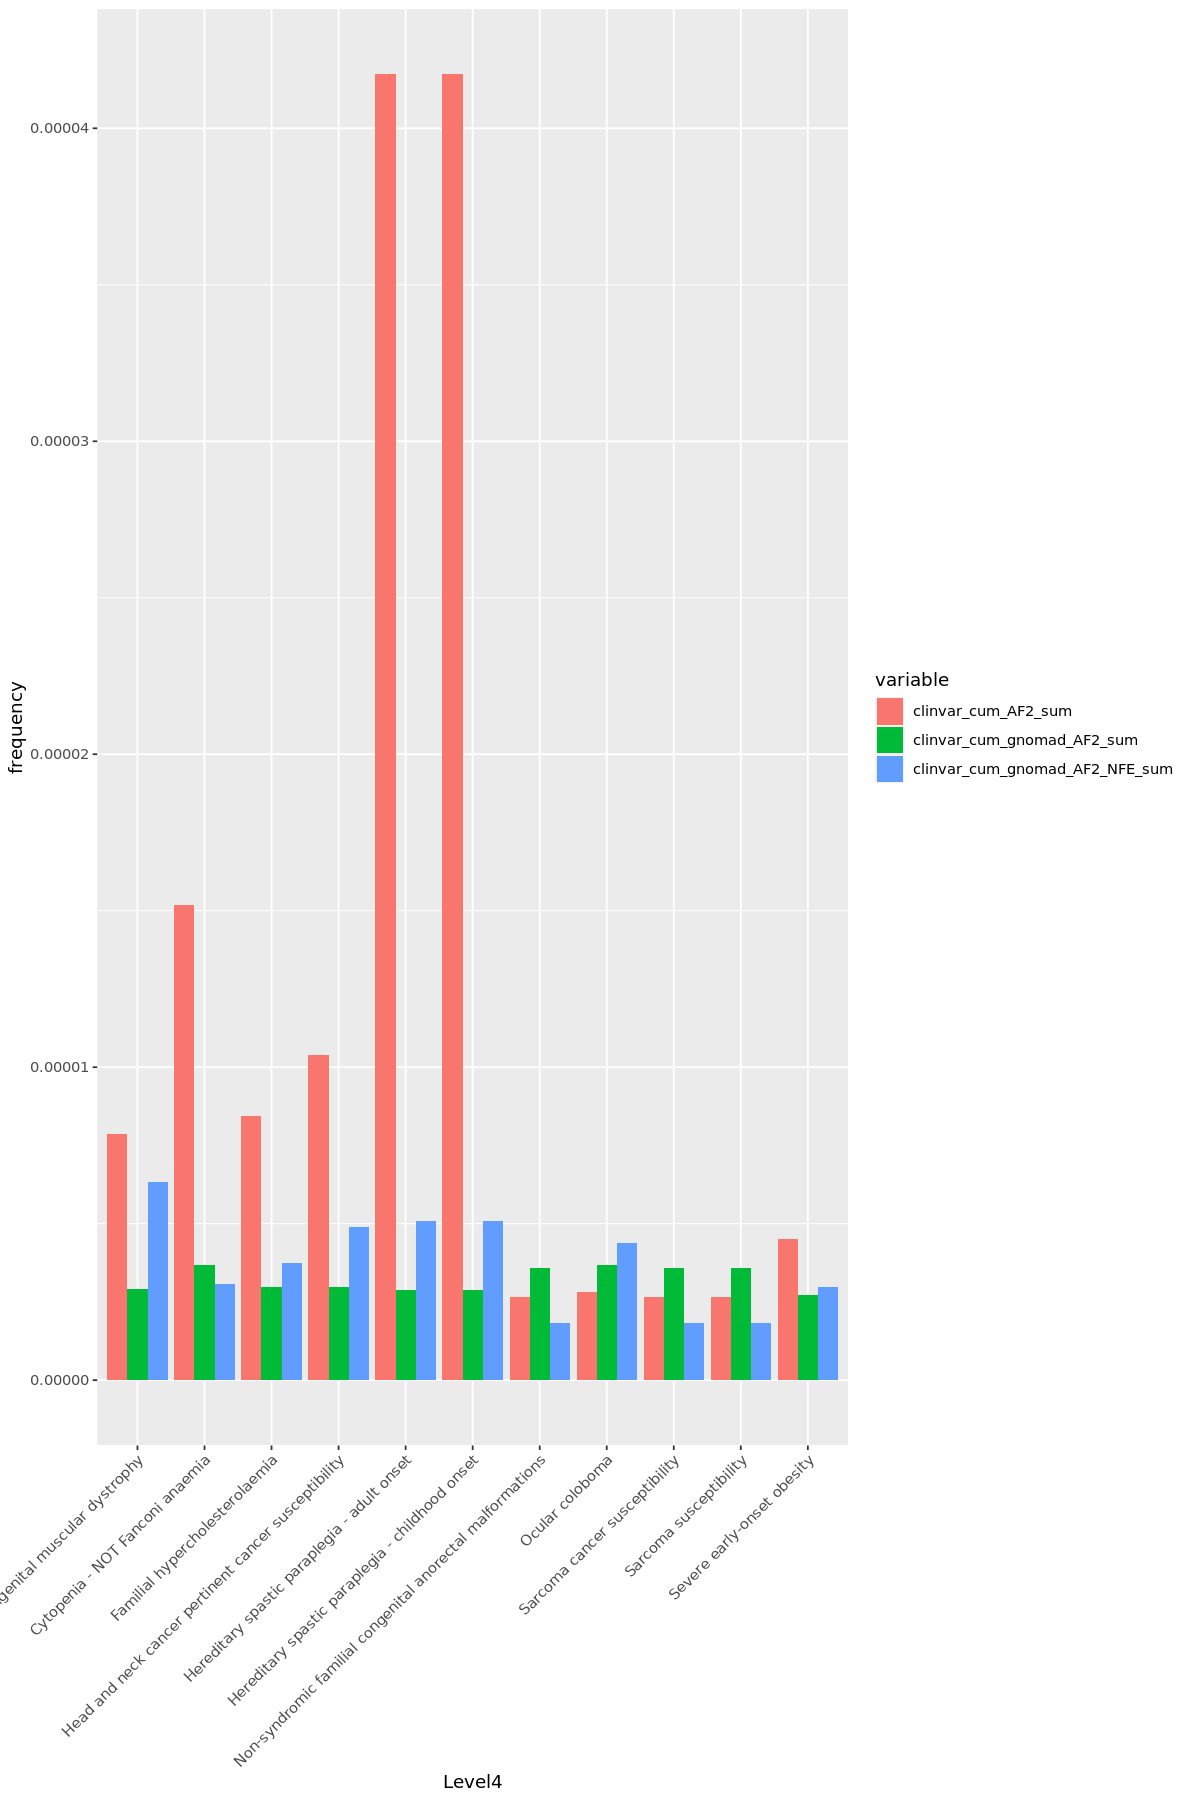 0.00004
0.00003
0.00002
0.00001
0.00000
frequency
variable
clinvar_cum_AF2_sum
clinvar_cum_gnomad_AF2_sum
clinvar_cum_gnomad_AF2_NFE_sum
muscular dystrophy
Cytopenia - NOT Fanconi anaemia
Familial hypercholesterolaemia
Head and neck cancer pertinent cancer susceptibility
Hereditary spastic paraplegia - adult onset
Hereditary spastic paraplegia - childhood onset
Non-syndromic familial congenital anorectal malformations
Ocular coloboma
Sarcoma cancer susceptibility
Sarcoma susceptibility
Severe early-onset obesity
Level4